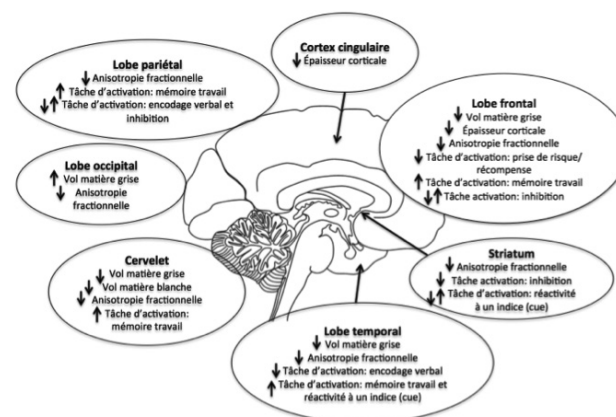 Cortex cingulaire
↓ Épaisseur corticale
Lobe pariétal
↓ Anisotropie fractionnelle
↑ Tâche d'activation: mémoire travail
↓↑ Tâche d'activation: encodage verbal et
inhibition
Lobe frontal
↓ Vol matière grise
↓ Épaisseur corticale
↓ Anisotropie fractionnelle
↓ Tâche d'activation: prise de risque/
récompense
↑ Tâche d'activation: mémoire travail
↓↑ Tâche activation: inhibition
Lobe occipital
↑ Vol matière grise
↓ Anisotropie
fractionnelle
Cervelet
↓ Vol matière grise
↓ Vol matière blanche
↓ Anisotropie fractionnelle
↑ Tâche d'activation:
mémoire travail
Striatum
↓ Anisotropie fractionnelle
↓ Tâche activation: inhibition
↓↑ Tâche d'activation: réactivité
à un indice (cue)
Lobe temporal
↓ Vol matière grise
↓ Anisotropie fractionnelle
↓ Tâche d'activation: encodage verbal
↑ Tâche d'activation: mémoire travail et
réactivité à un indice (cue)